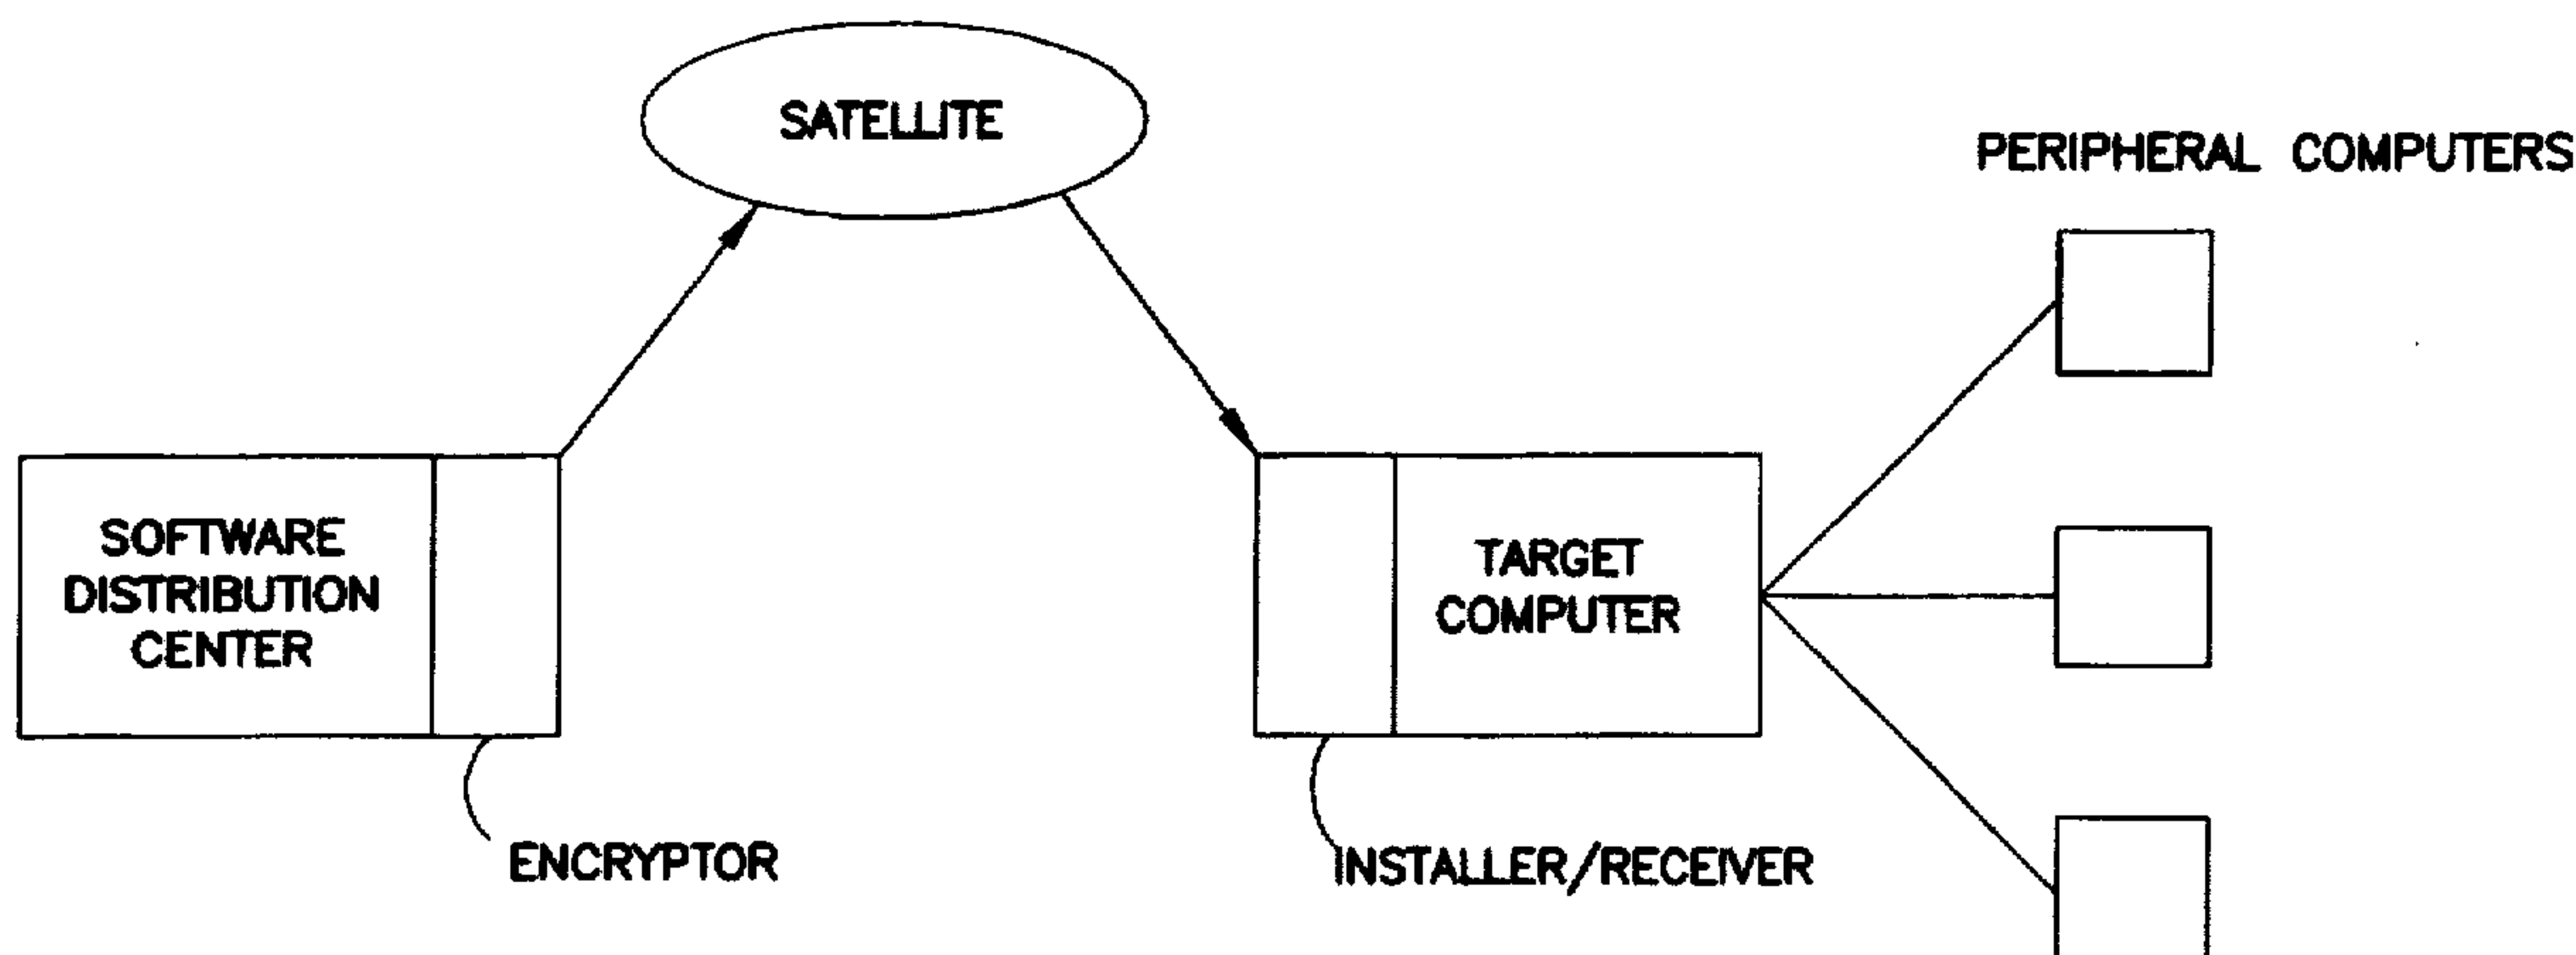 SATELLITE
PERIPHERAL COMPUTERS
SOFTWARE
DISTRIBUTION
CENTER
TARGET
COMPUTER
ENCRYPTOR
INSTALLER/RECEIVER